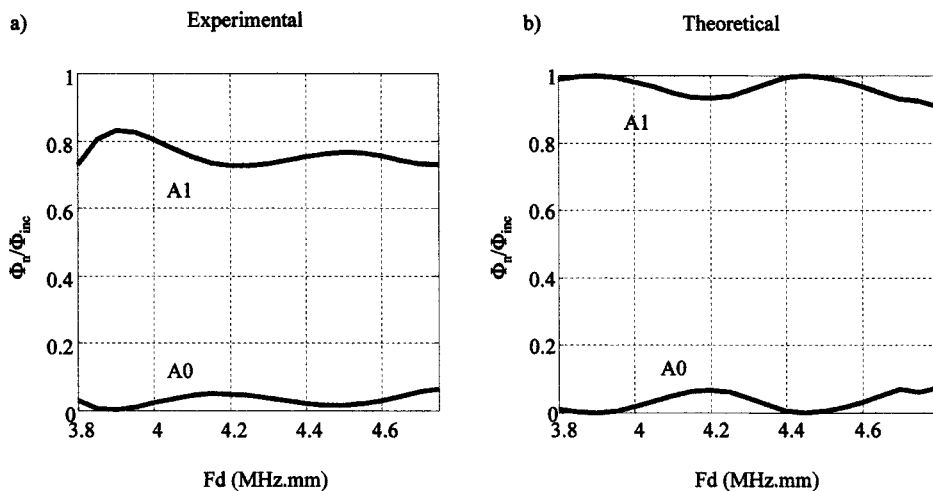 a) Experimental
1
0.8
0.6
0.4
0.2
0
A1
A0
Φn/Φinc
3.8 4 4.2 4.4 4.6
Fd (MHz.mm)
b) Theoretical
1
0.8
0.6
0.4
0.2
0
A1
A0
Φn/Φinc
3.8 4 4.2 4.4 4.6
Fd (MHz.mm)